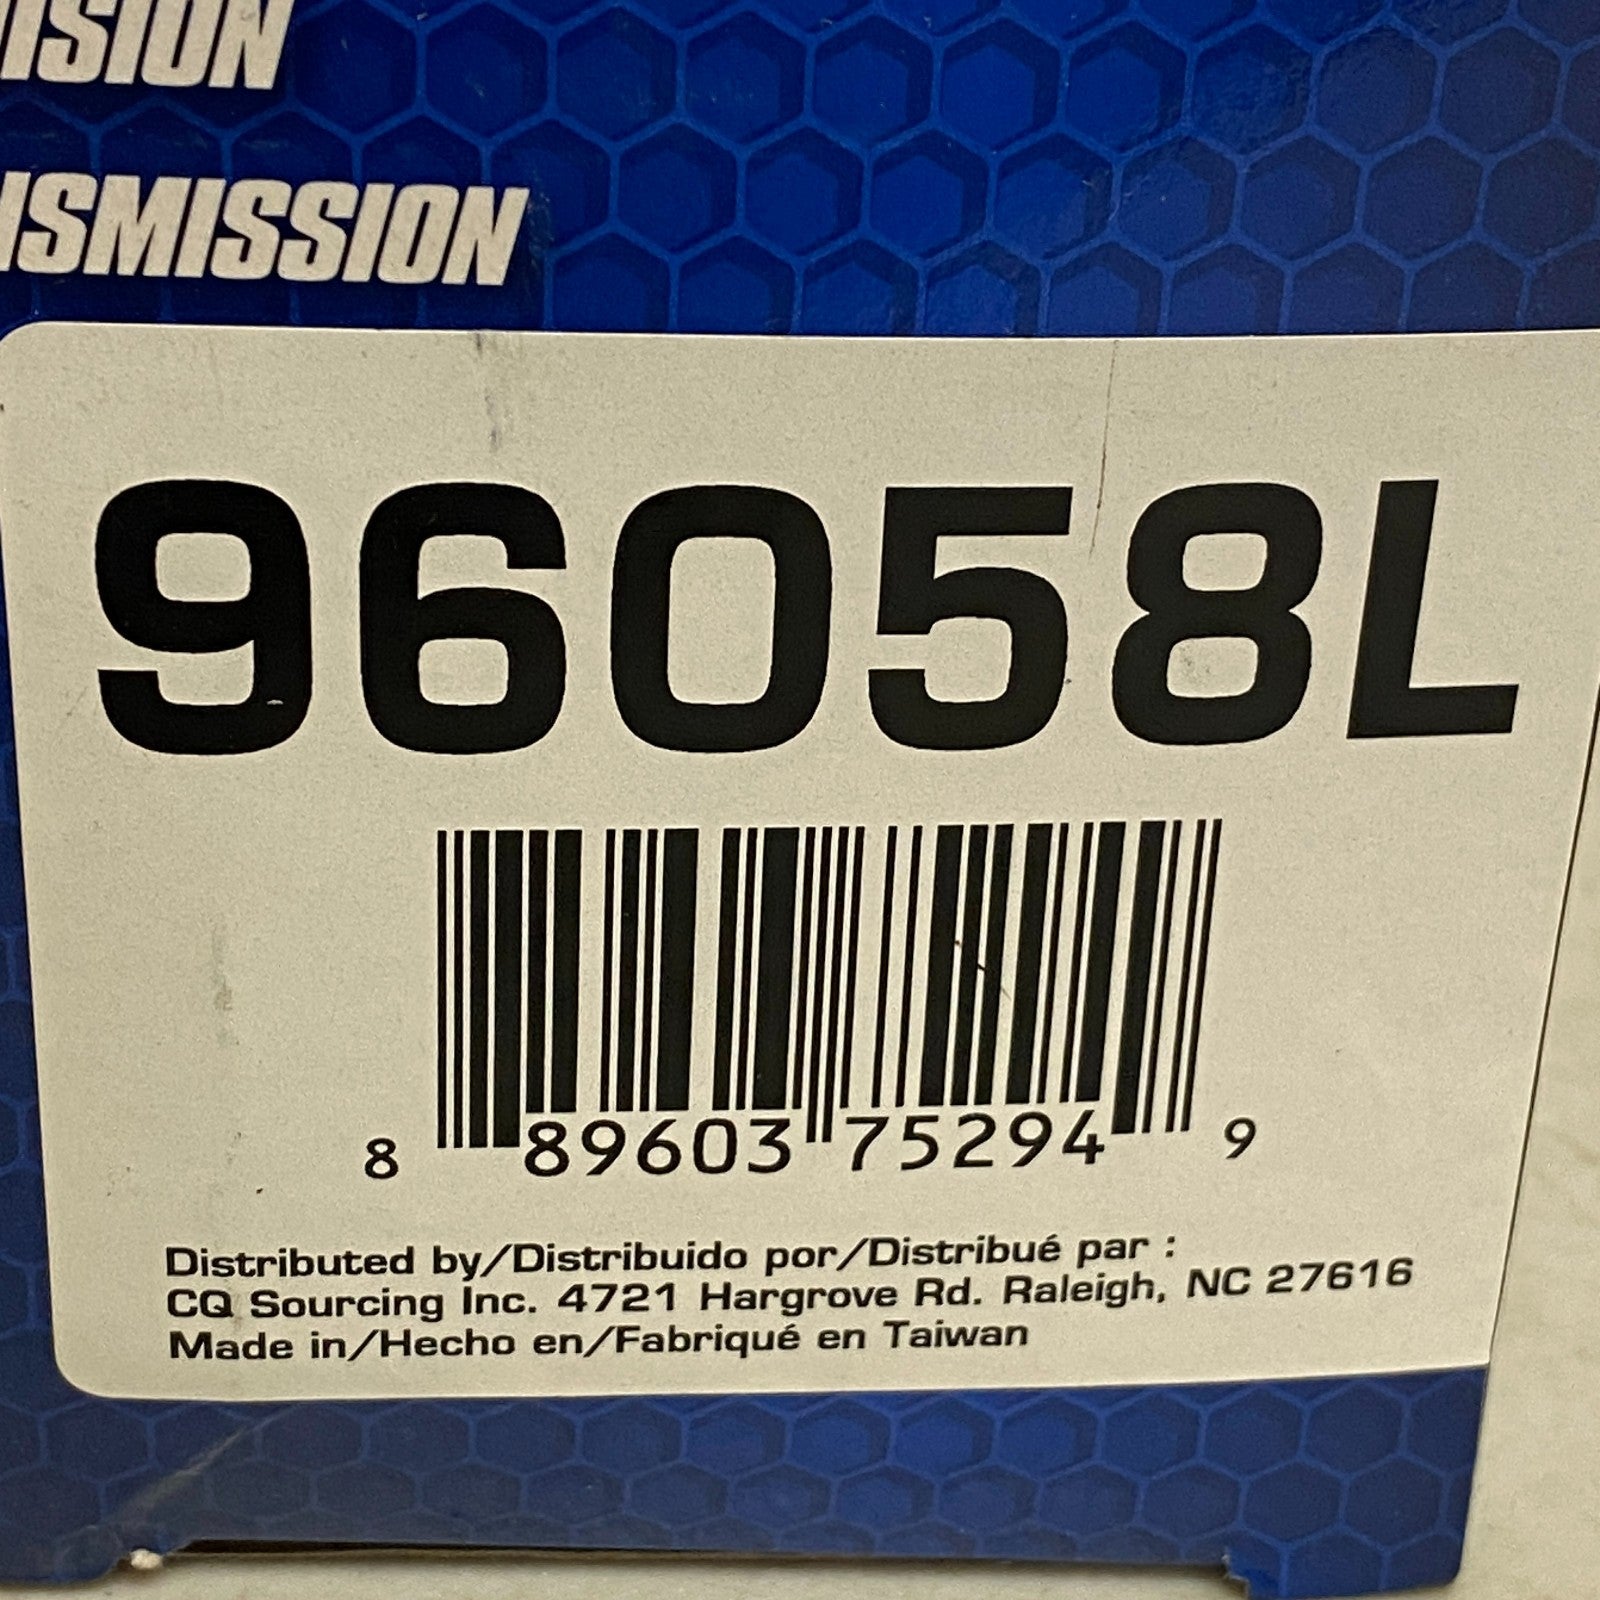 ISION
NSMISSION
96058L
8 89603 75294 9
Distributed by/Distribuido por/Distribué par :
CQ Sourcing Inc. 4721 Hargrove Rd. Raleigh, NC 27616
Made in/Hecho en/Fabriqué en Taiwan